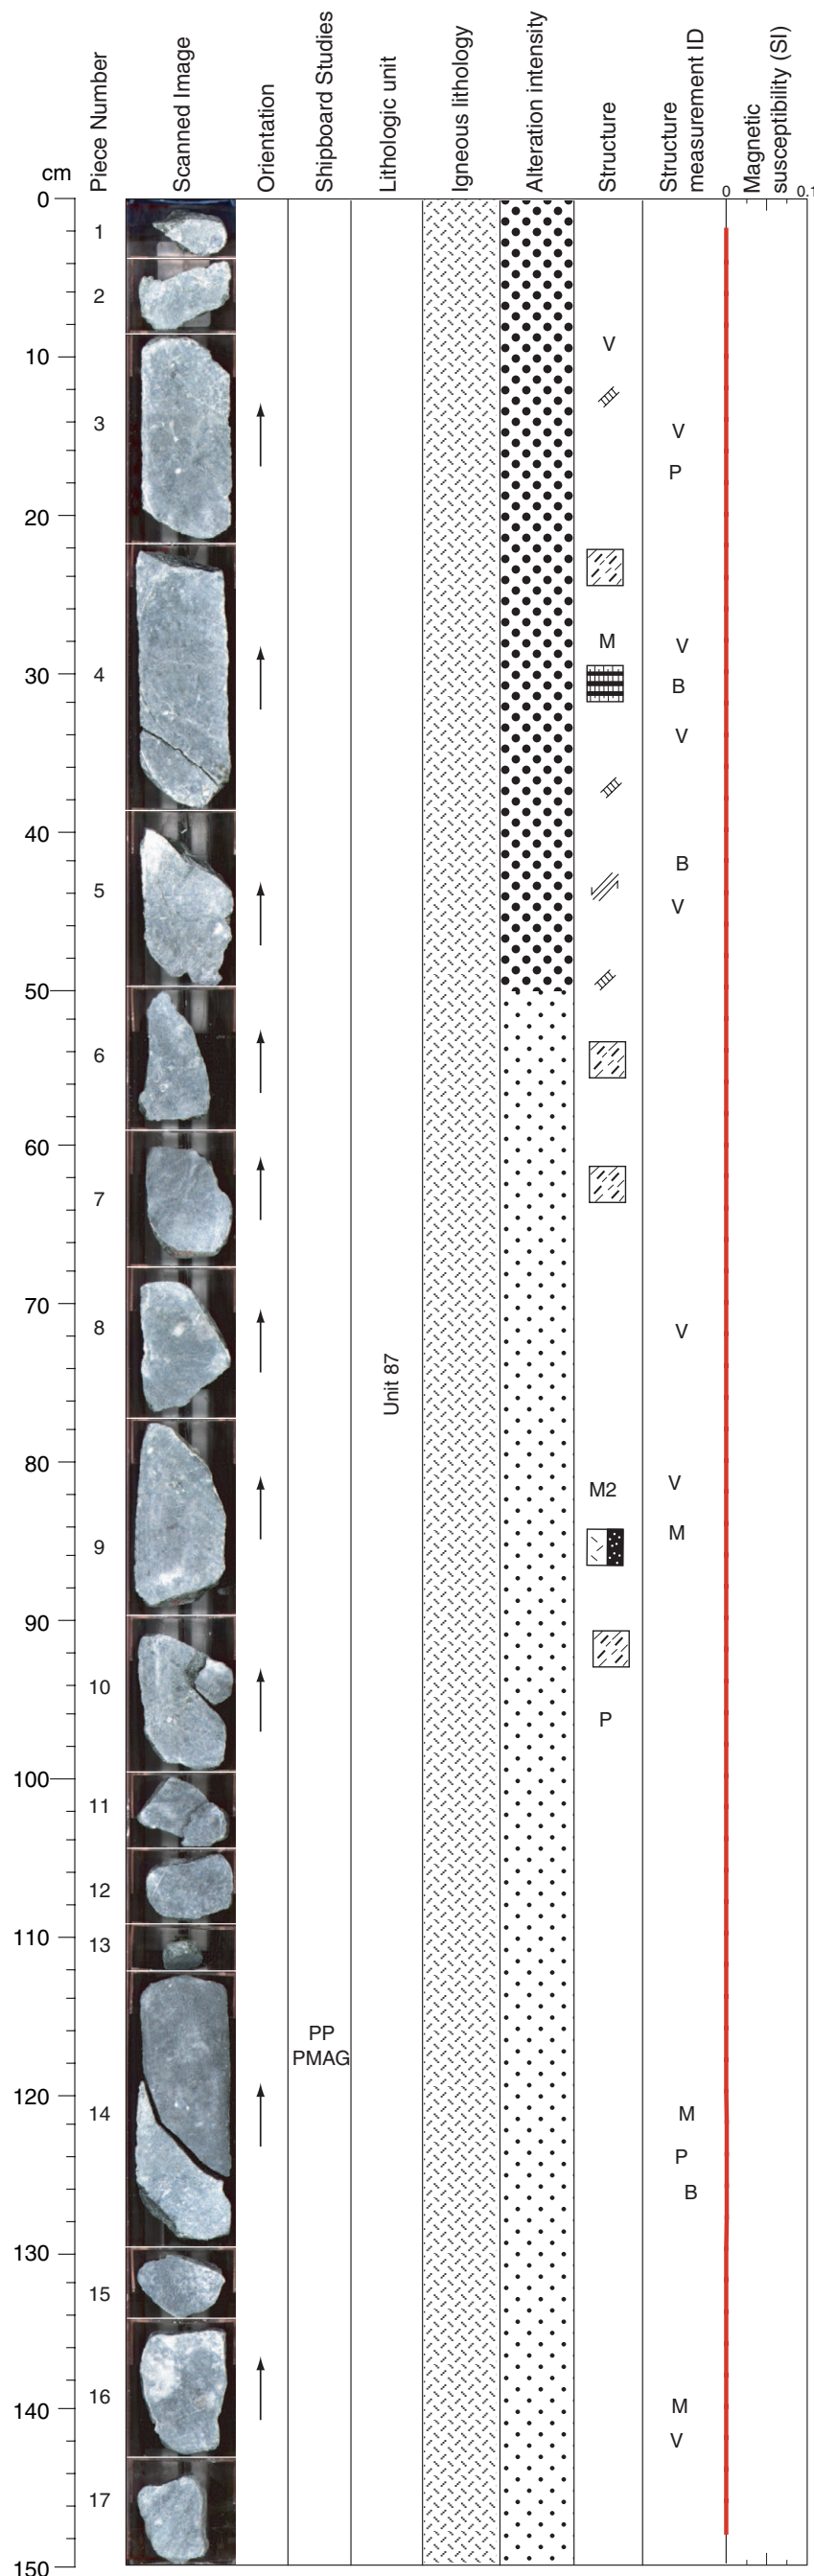 cm
Piece Number
Scanned Image
Orientation
Shipboard Studies
Lithologic unit
Igneous lithology
Alteration intensity
Structure
Structure
measurement ID
Magnetic
susceptibility (SI)
0 0.1
0
1
2
V
10
3
V
P
20
M V
30
4
B
V
40
B
5
V
50
6
60
7
70
8
V
Unit 87
80
M2 V
M
9
90
10
P
100
11
12
110
13
PP
PMAG
120
14
M
P
B
130
15
16
140
M
V
17
150